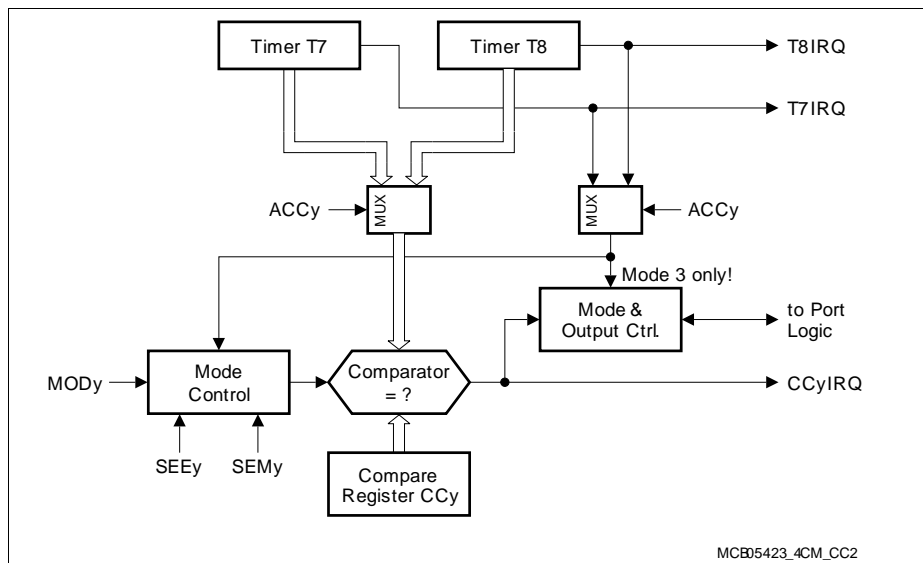 Timer T7
Timer T8
T8IRQ
T7IRQ
ACCy
MUX
MUX
ACCy
Mode 3 only!
Mode &
Output Ctrl.
to Port
Logic
MODy
Mode
Control
Comparator
= ?
CCyIRQ
SEEy
SEMy
Compare
Register CCy
MCB05423_4CM_CC2